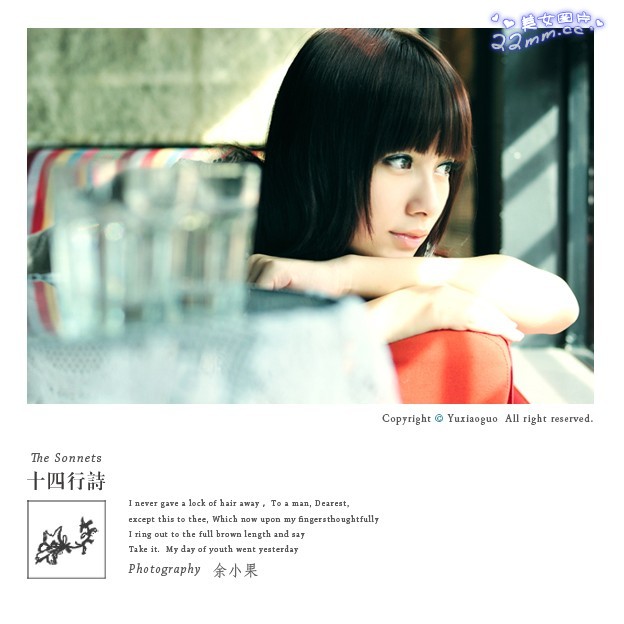 美女图片
22mm.cc
Copyright © Yuxiaoguo All right reserved.
The Sonnets
十四行詩
I never gave a lock of hair away , To a man, Dearest,
except this to thee, Which now upon my fingersthoughtfully
I ring out to the full brown length and say
Take it. My day of youth went yesterday
Photography 余小果